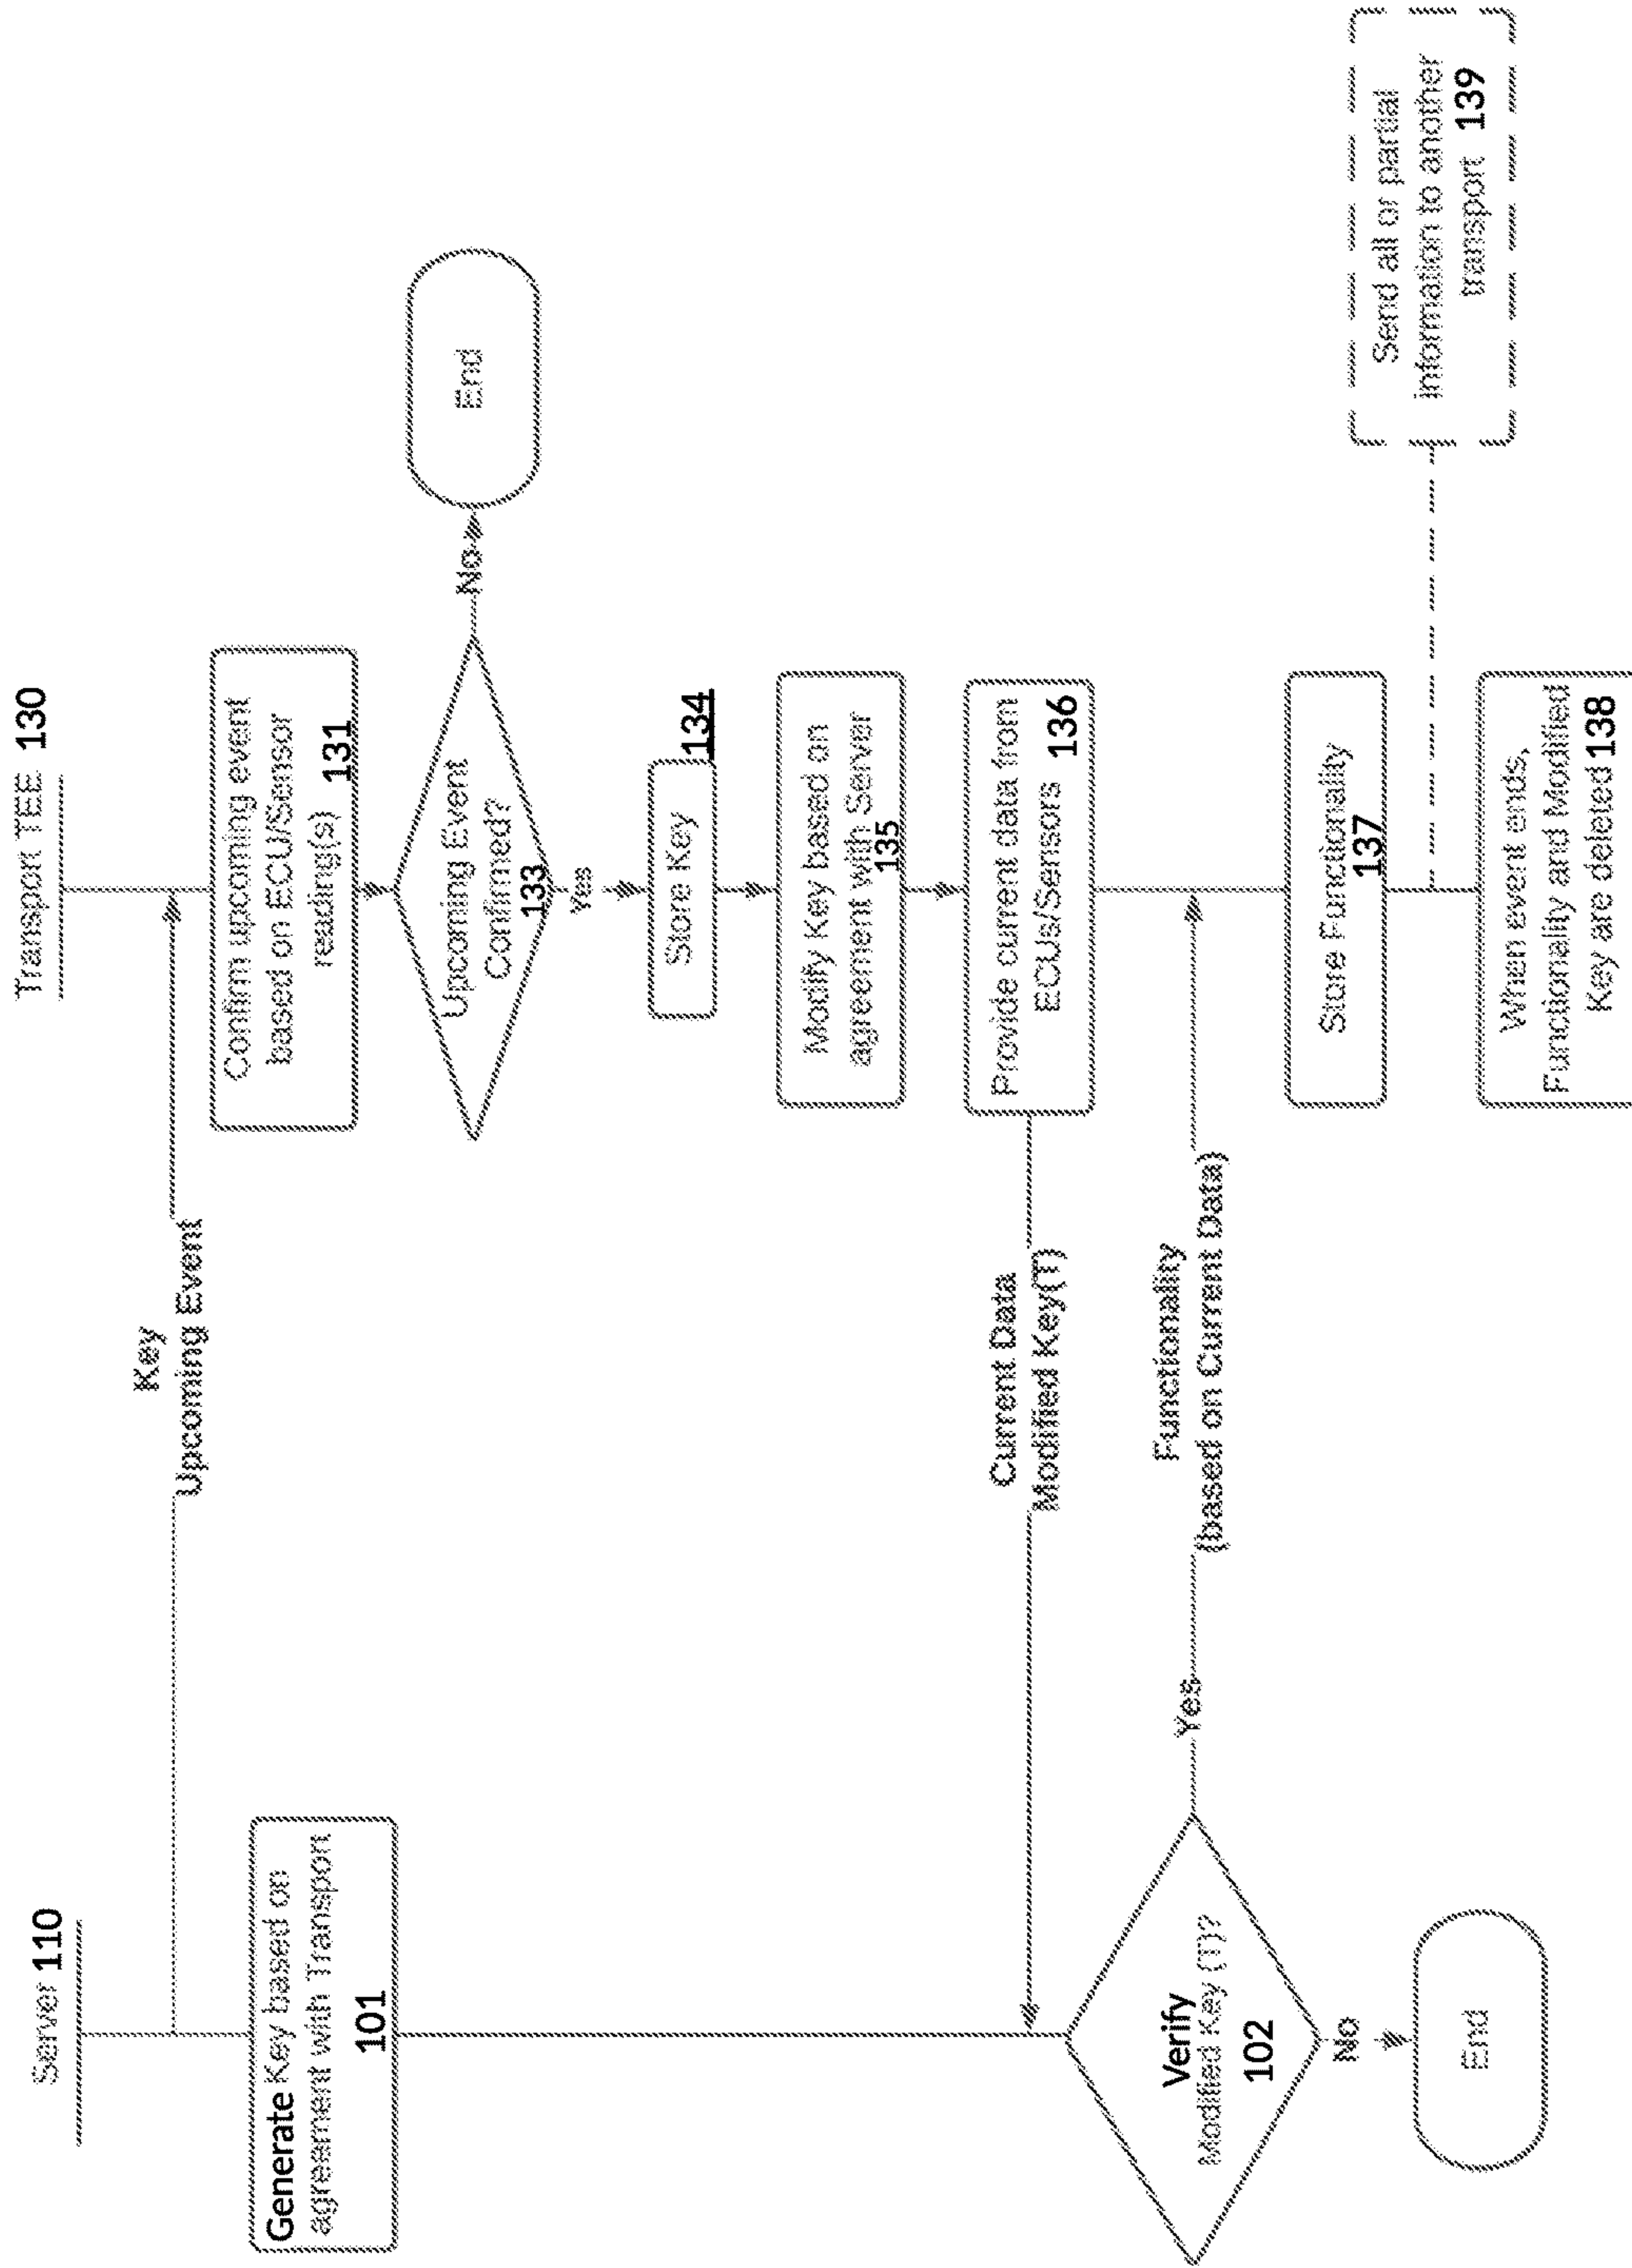 Server 110
Transport TEE 130
Key
Upcoming Event
Generate Key based on
agreement with Transport
101
Confirm upcoming event
based on ECU/Sensor
reading(s) 131
Upcoming Event
Confirmed?
133
No
End
Yes
Store Key 134
Modify Key based on
agreement with Server
135
Provide current data from
ECUs/Sensors 136
Current Data
Modified Key(T)
Verify
Modified Key (T)?
102
Yes
Functionality
(based on Current Data)
No
End
Store Functionality
137
Send all or partial
information to another
transport 139
When event ends,
Functionality and Modified
Key are deleted 138